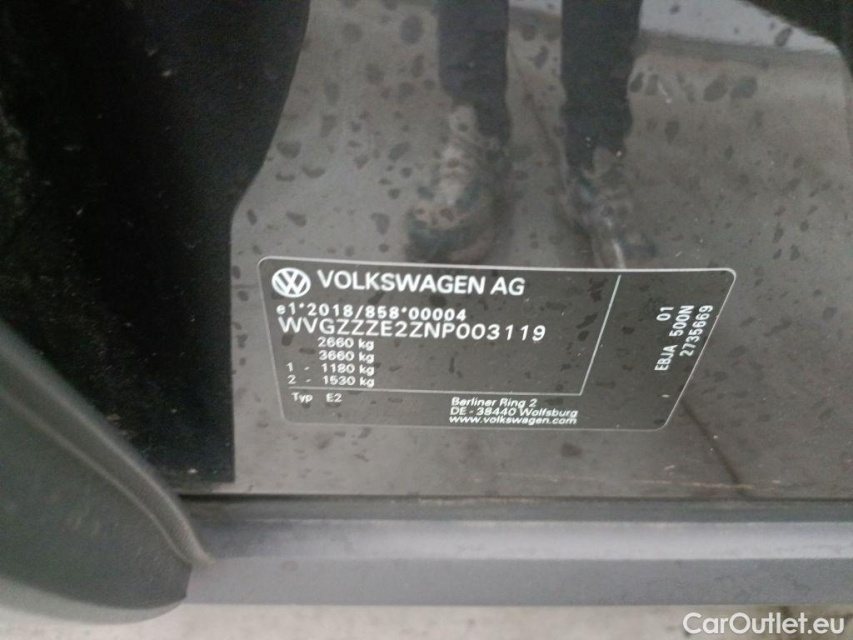 VOLKSWAGEN AG
e1*2018/858*00004
WVGZZZE2ZNP003119
2660 kg
3660 kg
1 - 1180 kg
2 - 1530 kg
Typ E2
Berliner Ring 2
DE - 38440 Wolfsburg
www.volkswagen.com
01
EBJA 500N
2735669
CarOutlet.eu